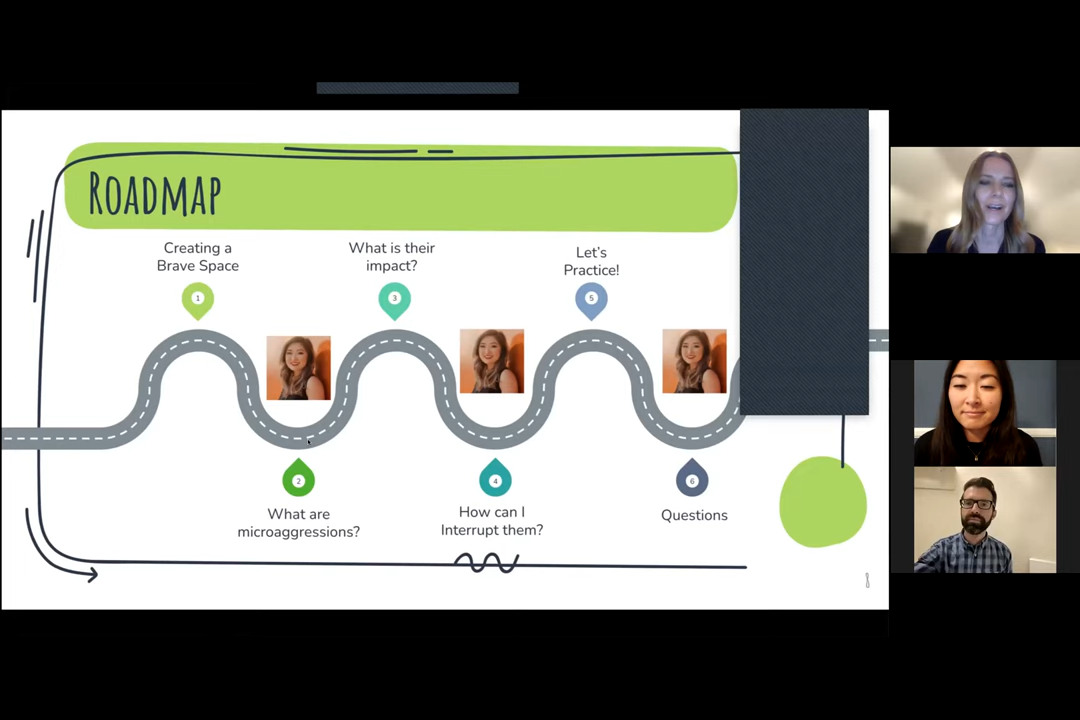 Roadmap
Creating a
Brave Space
What is their
impact?
Let's
Practice!
1
3
5
2
4
6
What are
microaggressions?
How can I
Interrupt them?
Questions